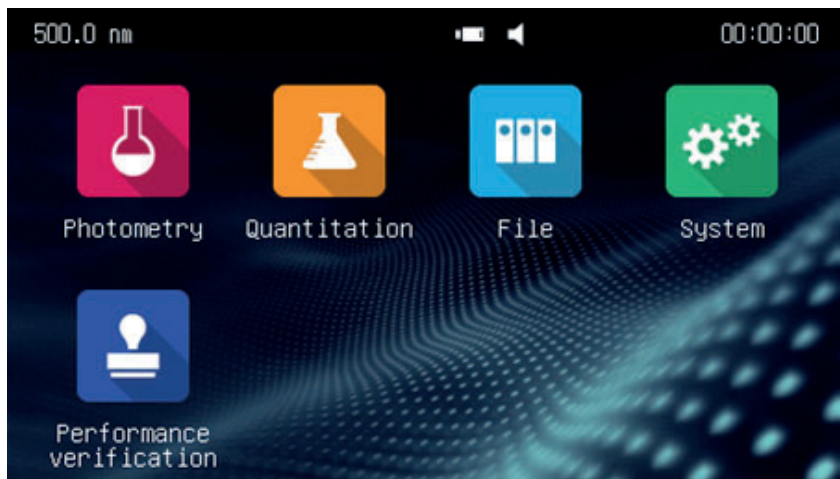 500.0 nm 00:00:00
Photometry Quantitation File System
Performance
verification